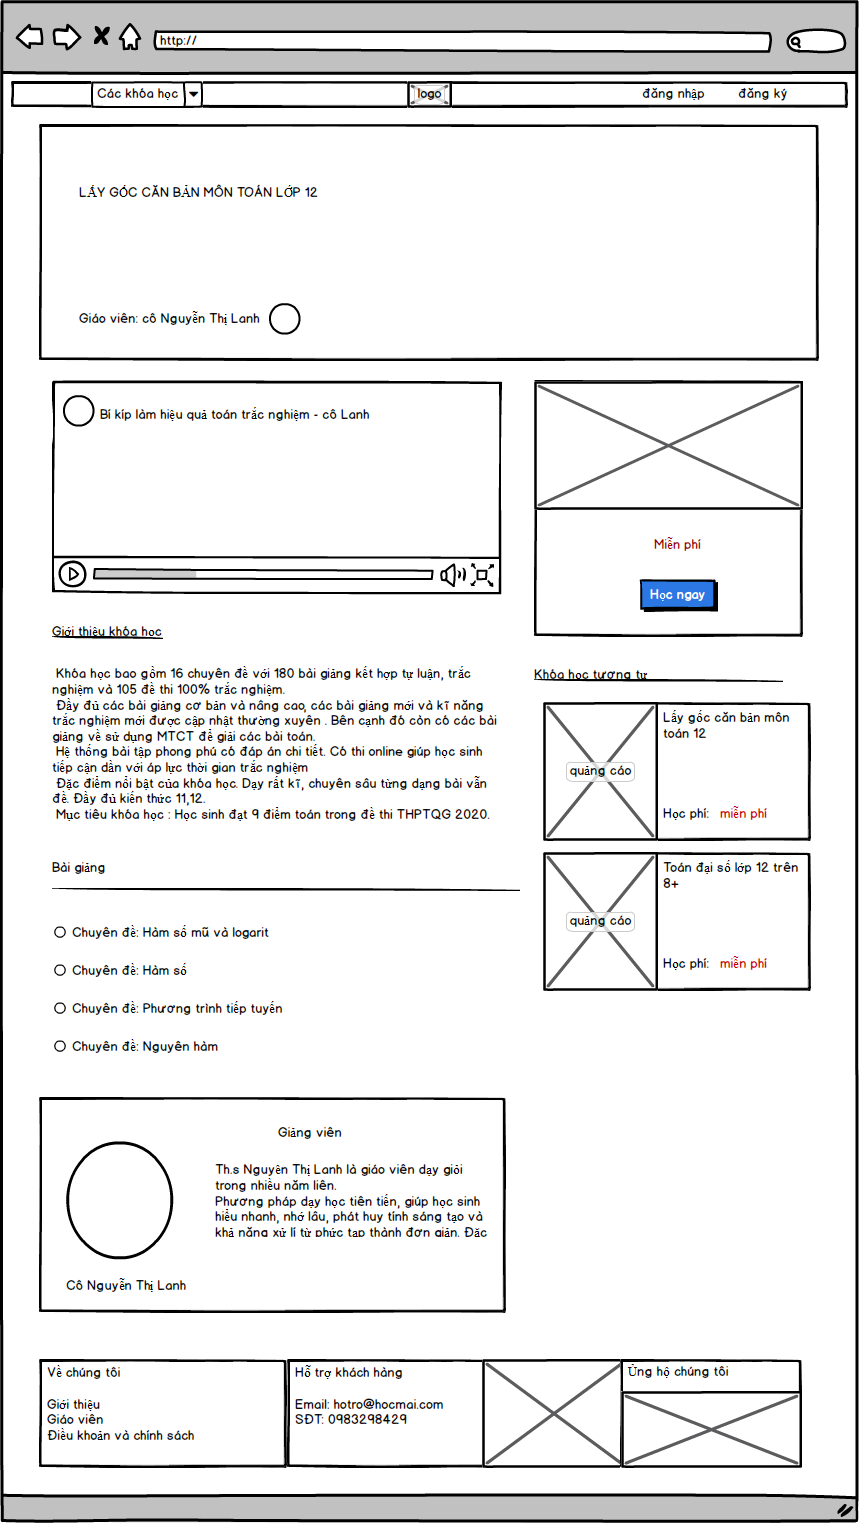 http://
Các khóa học
logo
đăng nhập
đăng ký
LẤY GÓC CĂN BẢN MÔN TOÁN LỚP 12
Giáo viên: cô Nguyễn Thị Lanh
Bí kíp làm hiệu quả toán trắc nghiệm - cô Lanh
Miễn phí
Học ngay
Giới thiệu khóa học
Khóa học bao gồm 16 chuyên đề với 180 bài giảng kết hợp tự luận, trắc
nghiệm và 105 đề thi 100% trắc nghiệm.
Đầy đủ các bài giảng cơ bản và nâng cao, các bài giảng mới và kĩ năng
trắc nghiệm mới được cập nhật thường xuyên . Bên cạnh đó còn có các bài
giảng về sử dụng MTCT để giải các bài toán.
Hệ thống bài tập phong phú có đáp án chi tiết. Có thi online giúp học sinh
tiếp cận dần với áp lực thời gian trắc nghiệm
Đặc điểm nổi bật của khóa học. Dạy rất kĩ, chuyên sâu từng dạng bài vấn
đề. Đầy đủ kiến thức 11,12.
Mục tiêu khóa học : Học sinh đạt 9 điểm toán trong đề thi THPTQG 2020.
Khóa học tương tự
quảng cáo
Lấy gốc căn bản môn
toán 12
Học phí: miễn phí
quảng cáo
Toán đại số lớp 12 trên
8+
Học phí: miễn phí
Bài giảng
Chuyên đề: Hàm số mũ và logarit
Chuyên đề: Hàm số
Chuyên đề: Phương trình tiếp tuyến
Chuyên đề: Nguyên hàm
Giảng viên
Th.s Nguyễn Thị Lanh là giáo viên dạy giỏi
trong nhiều năm liên.
Phương pháp dạy học tiên tiến, giúp học sinh
hiểu nhanh, nhớ lâu, phát huy tính sáng tạo và
khả năng xử lí từ phức tạp thành đơn giản. Đặc
Cô Nguyễn Thị Lanh
Về chúng tôi
Giới thiệu
Giáo viên
Điều khoản và chính sách
Hỗ trợ khách hàng
Email: hotro@hocmai.com
SĐT: 0983298429
Ủng hộ chúng tôi